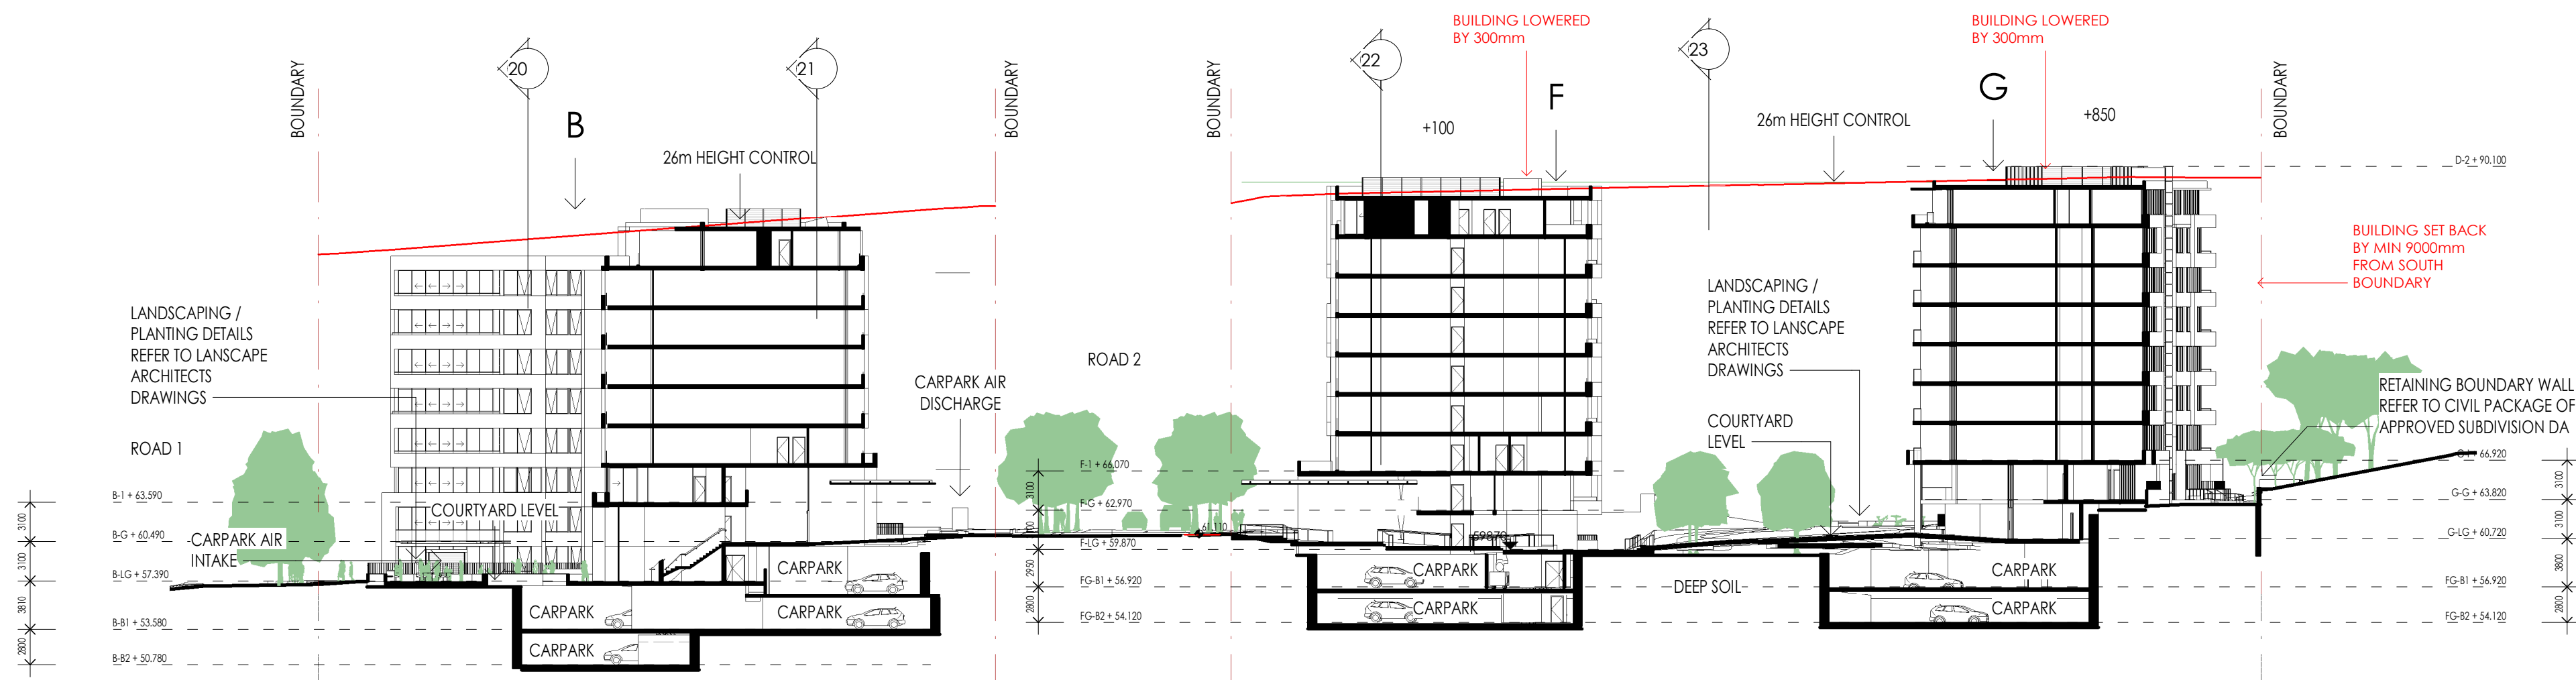 BUILDING LOWERED
BY 300mm
BUILDING LOWERED
BY 300mm
20
21
22
23
BOUNDARY
BOUNDARY
BOUNDARY
BOUNDARY
B
F
G
+100
+850
26m HEIGHT CONTROL
26m HEIGHT CONTROL
D-2 + 90.100
BUILDING SET BACK
BY MIN 9000mm
FROM SOUTH
BOUNDARY
LANDSCAPING /
PLANTING DETAILS
REFER TO LANSCAPE
ARCHITECTS
DRAWINGS
ROAD 1
LANDSCAPING /
PLANTING DETAILS
REFER TO LANSCAPE
ARCHITECTS
DRAWINGS
COURTYARD
LEVEL
ROAD 2
CARPARK AIR
DISCHARGE
RETAINING BOUNDARY WALL
REFER TO CIVIL PACKAGE OF
APPROVED SUBDIVISION DA
COURTYARD LEVEL
CARPARK AIR
INTAKE
B-1 + 63.590
B-G + 60.490
B-LG + 57.390
B-B1 + 53.580
B-B2 + 50.780
3100
3100
3810
2800
F-1 + 66.070
F-G + 62.970
61.110
F-LG + 59.870
FG-B1 + 56.920
FG-B2 + 54.120
3100
3100
2950
2800
59870
66.920
G-G + 63.820
G-LG + 60.720
FG-B1 + 56.920
FG-B2 + 54.120
3100
3100
3800
2800
CARPARK
CARPARK
CARPARK
CARPARK
CARPARK
CARPARK
DEEP SOIL
CARPARK
CARPARK